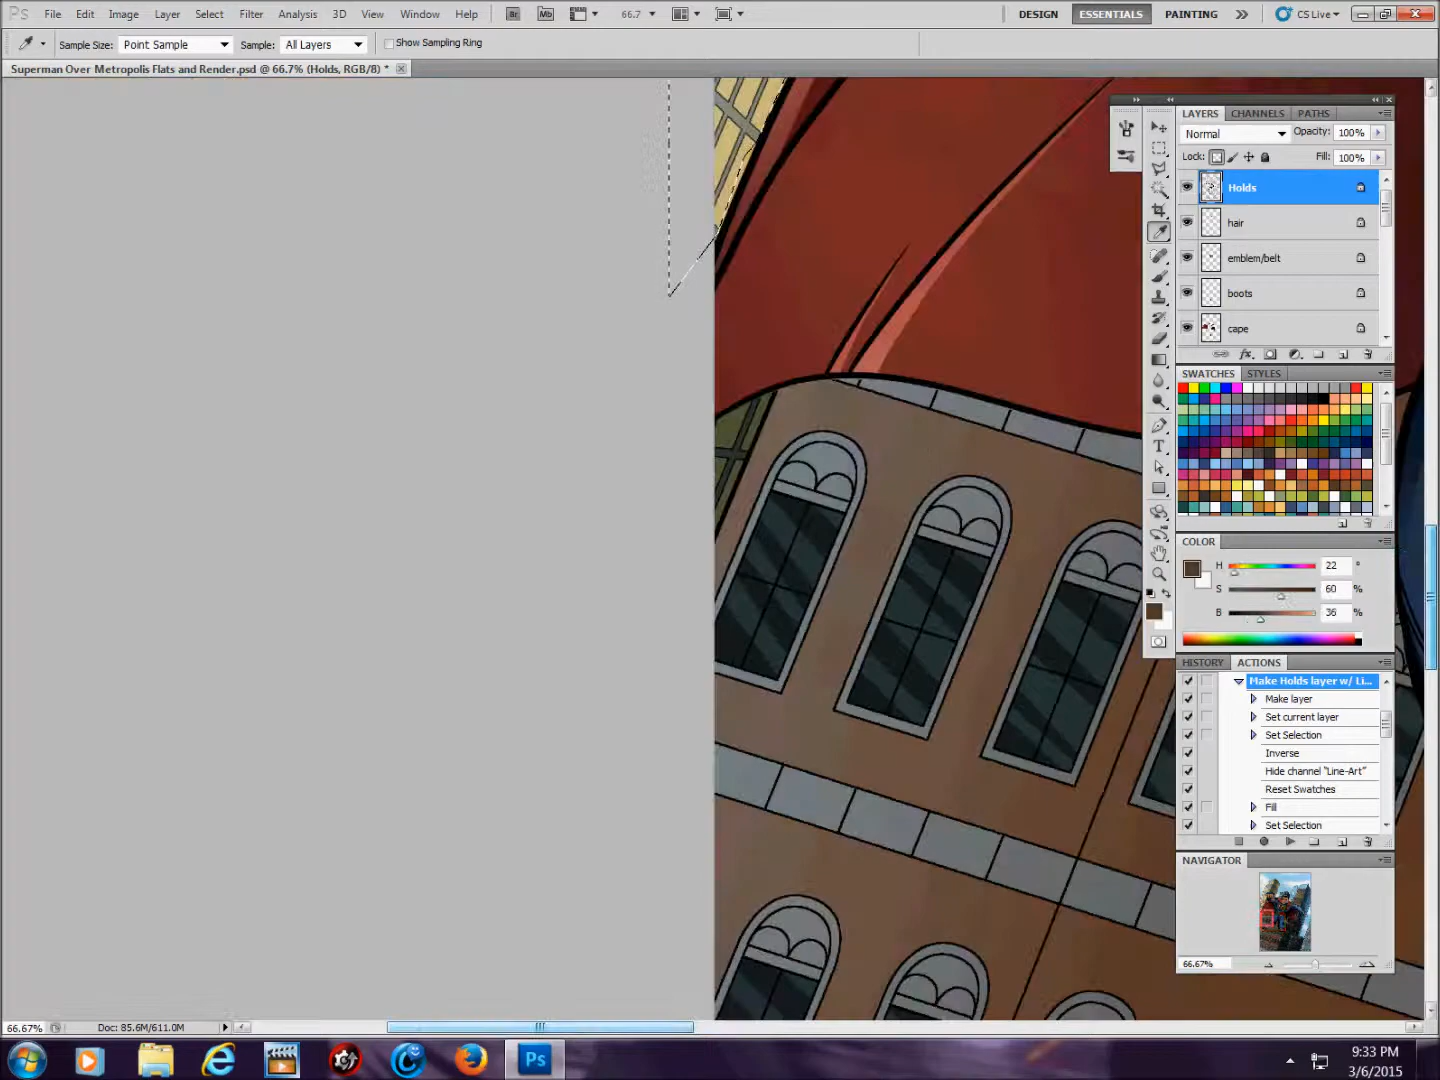 Ps File Edit Image Layer Select Filter Analysis 3D View Window Help Br Mb 66.7 DESIGN ESSENTIALS PAINTING CS Live
Sample Size: Point Sample Sample: All Layers Show Sampling Ring
Superman Over Metropolis Flats and Render.psd @ 66.7% (Holds, RGB/8) *
LAYERS CHANNELS PATHS
Normal Opacity: 100%
Lock: Fill: 100%
Holds
hair
emblem/belt
boots
cape
SWATCHES STYLES
COLOR
H 22 °
S 60 %
B 36 %
HISTORY ACTIONS
Make Holds layer w/ Li...
Make layer
Set current layer
Set Selection
Inverse
Hide channel "Line-Art"
Reset Swatches
Fill
Set Selection
NAVIGATOR
66.67%
66.67% Doc: 85.6M/611.0M
Ps
9:33 PM
3/6/2015